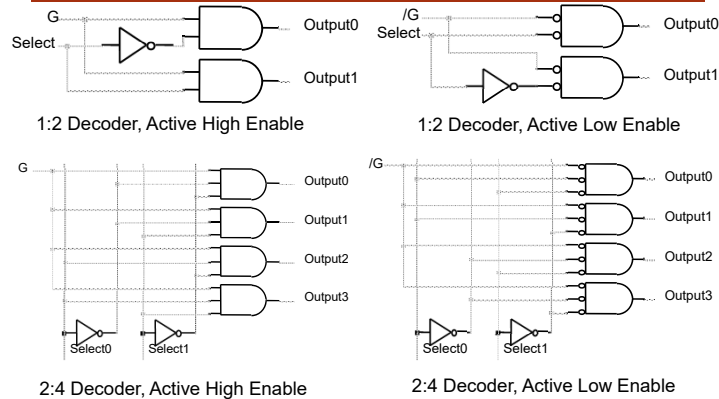 G
Select
Output0
Output1
1:2 Decoder, Active High Enable
/G
Select
Output0
Output1
1:2 Decoder, Active Low Enable
G
Output0
Output1
Output2
Output3
Select0
Select1
2:4 Decoder, Active High Enable
/G
Output0
Output1
Output2
Output3
Select0
Select1
2:4 Decoder, Active Low Enable